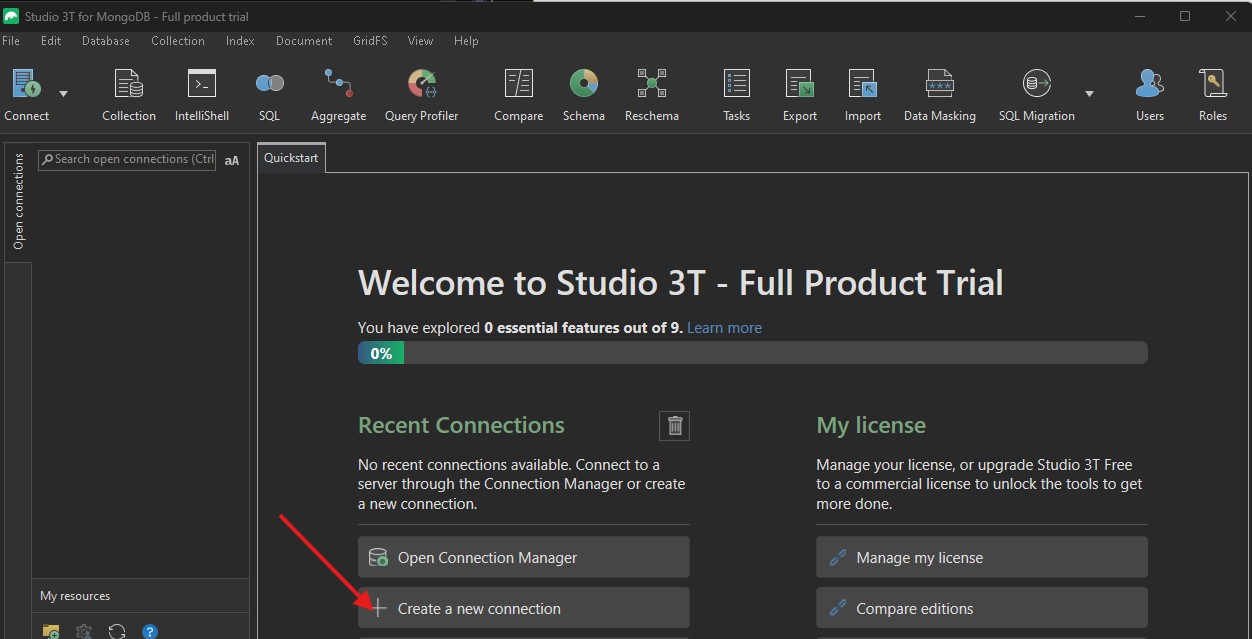 Studio 3T for MongoDB - Full product trial
File Edit Database Collection Index Document GridFS View Help
Connect Collection IntelliShell SQL Aggregate Query Profiler Compare Schema Reschema Tasks Export Import Data Masking SQL Migration Users Roles
Open connections
Search open connections (Ctrl
aA
Quickstart
Welcome to Studio 3T - Full Product Trial
You have explored 0 essential features out of 9. Learn more
0%
Recent Connections
No recent connections available. Connect to a
server through the Connection Manager or create
a new connection.
Open Connection Manager
Create a new connection
My license
Manage your license, or upgrade Studio 3T Free
to a commercial license to unlock the tools to get
more done.
Manage my license
Compare editions
My resources